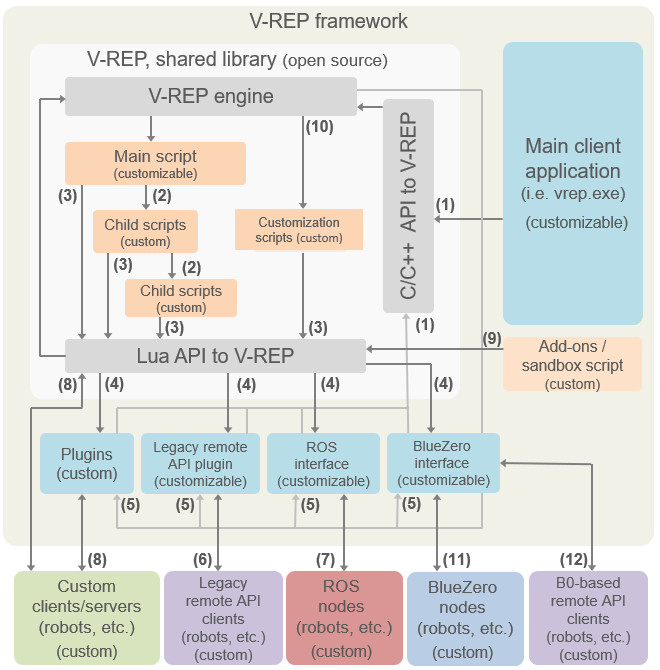 V-REP framework
V-REP, shared library (open source)
V-REP engine
(10)
Main script
(customizable)
(3)
(2)
Child scripts
(custom)
(3)
(2)
Child scripts
(custom)
(3)
Customization
scripts (custom)
(3)
C/C++ API to V-REP
(1)
(1)
Main client
application
(i.e. vrep.exe)
(customizable)
(9)
Add-ons /
sandbox script
(custom)
Lua API to V-REP
(8)
(4)
(4)
(4)
(4)
Plugins
(custom)
Legacy remote
API plugin
(customizable)
ROS
interface
(customizable)
BlueZero
interface
(customizable)
(5)
(5)
(5)
(5)
(8)
(6)
(7)
(11)
(12)
Custom
clients/servers
(robots, etc.)
(custom)
Legacy
remote API
clients
(robots, etc.)
(custom)
ROS
nodes
(robots, etc.)
(custom)
BlueZero
nodes
(robots, etc.)
(custom)
B0-based
remote API
clients
(robots, etc.)
(custom)